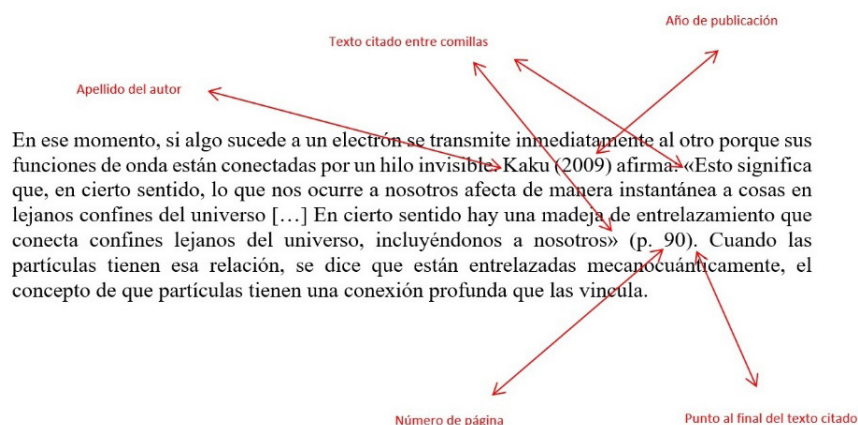 Año de publicación
Texto citado entre comillas
Apellido del autor
En ese momento, si algo sucede a un electrón se transmite inmediatamente al otro porque sus
funciones de onda están conectadas por un hilo invisible. Kaku (2009) afirma: «Esto significa
que, en cierto sentido, lo que nos ocurre a nosotros afecta de manera instantánea a cosas en
lejanos confines del universo […] En cierto sentido hay una madeja de entrelazamiento que
conecta confines lejanos del universo, incluyéndonos a nosotros» (p. 90). Cuando las
partículas tienen esa relación, se dice que están entrelazadas mecanocuánticamente, el
concepto de que partículas tienen una conexión profunda que las vincula.
Número de página
Punto al final del texto citado